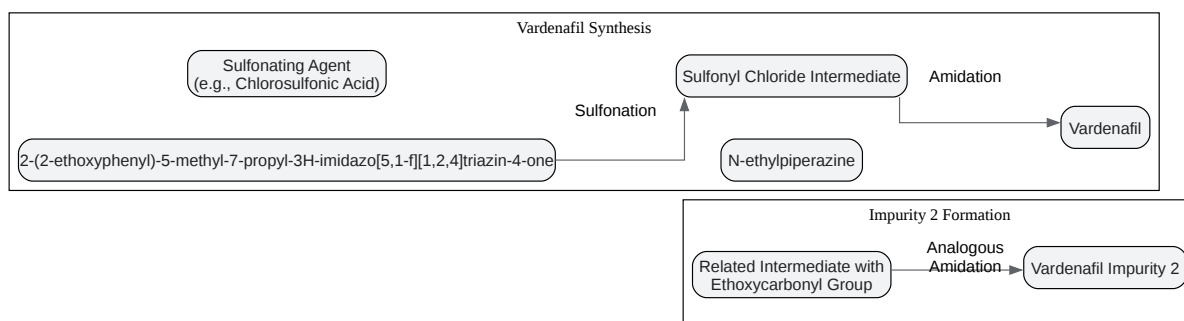 Vardenafil Synthesis
Sulfonating Agent
(e.g., Chlorosulfonic Acid)
Sulfonyl Chloride Intermediate
Amidation
Sulfonation
Vardenafil
2-(2-ethoxyphenyl)-5-methyl-7-propyl-3H-imidazo[5,1-f][1,2,4]triazin-4-one
N-ethylpiperazine
Impurity 2 Formation
Related Intermediate with
Ethoxycarbonyl Group
Analogous
Amidation
Vardenafil Impurity 2